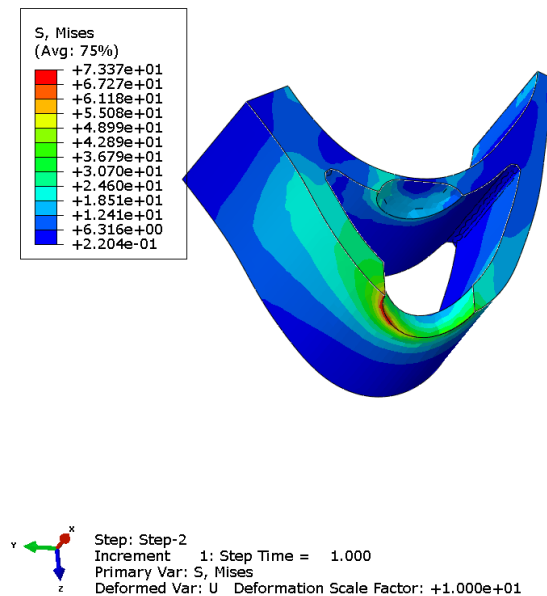 S, Mises
(Avg: 75%)
+7.337e+01
+6.727e+01
+6.118e+01
+5.508e+01
+4.899e+01
+4.289e+01
+3.679e+01
+3.070e+01
+2.460e+01
+1.851e+01
+1.241e+01
+6.316e+00
+2.204e-01
X
Y
Z
Step: Step-2
Increment 1: Step Time = 1.000
Primary Var: S, Mises
Deformed Var: U Deformation Scale Factor: +1.000e+01